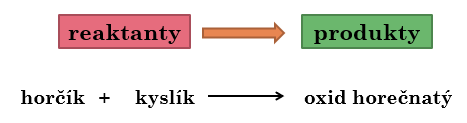 reaktanty produkty
horčík + kyslík oxid horečnatý